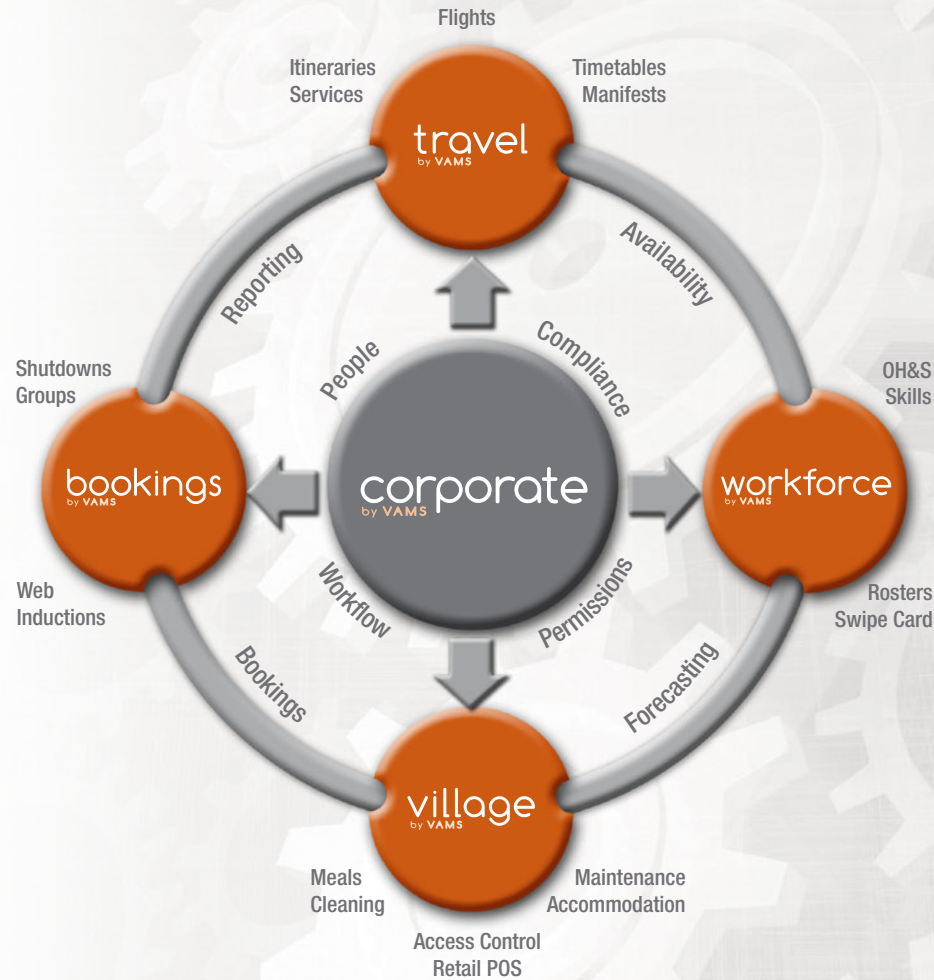 Flights
Itineraries
Services
Timetables
Manifests
travel
by VAMS
Reporting
Availability
People
Compliance
Shutdowns
Groups
OH&S
Skills
bookings
by VAMS
corporate
by VAMS
workforce
by VAMS
Web
Inductions
Workflow
Permissions
Rosters
Swipe Card
Bookings
Forecasting
village
by VAMS
Meals
Cleaning
Maintenance
Accommodation
Access Control
Retail POS